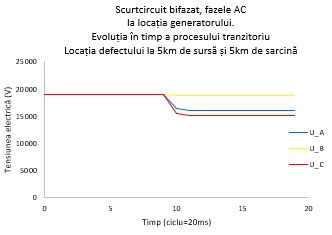 Scurtcircuit bifazat, fazele AC
la locația generatorului.
Evoluția în timp a procesului tranzitoriu
Locația defectului la 5km de sursă și 5km de sarcină
Tensiunea electrică (V)
25000
20000
15000
10000
5000
0
0
5
10
15
20
Timp (ciclu=20ms)
U_A
U_B
U_C